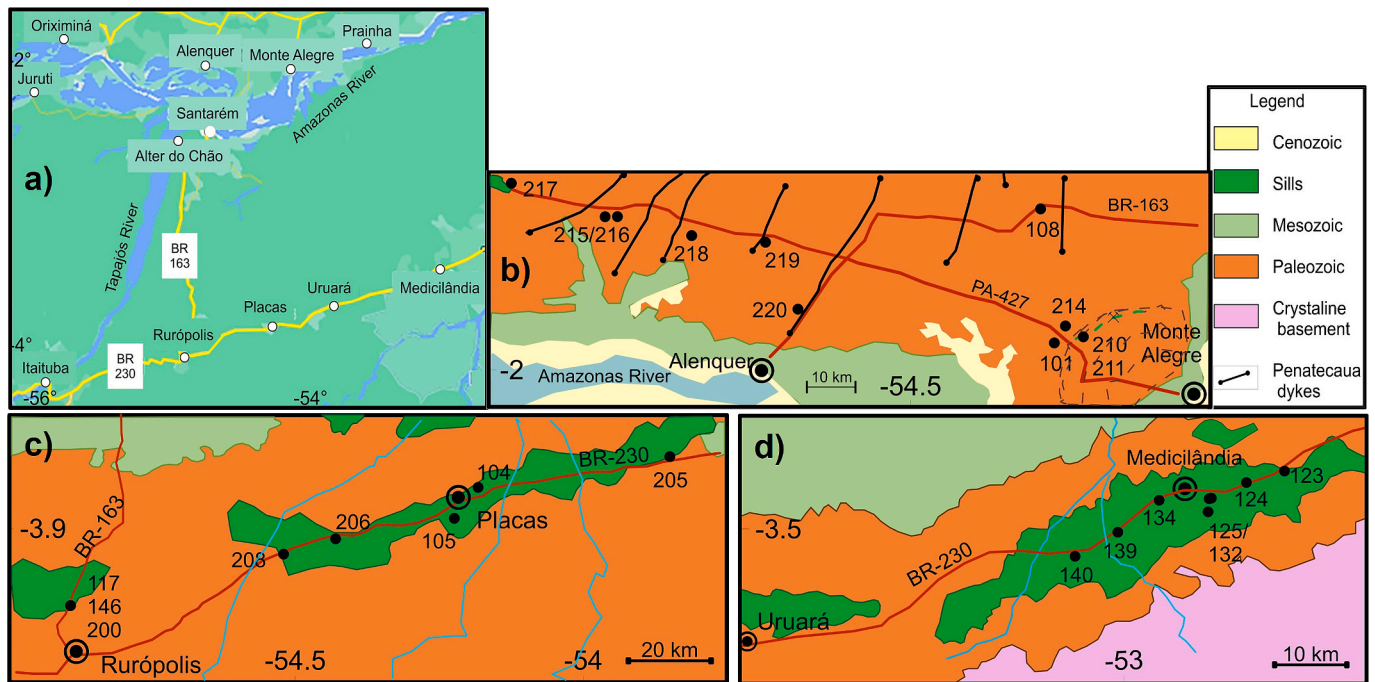 Oriximiná
Prainha
Alenquer
Monte Alegre
2°
Juruti
Santarém
Amazonas River
Alter do Chão
a)
Tapajós River
BR
163
Medicilândia
Uruará
Placas
Rurópolis
4°
Itaituba
BR
230
-56°
-54°
217
215/216
218
219
108
BR-163
b)
220
PA-427
214
101
210
211
Monte
Alegre
Alenquer
-2
Amazonas River
10 km
-54.5
Legend
Cenozoic
Sills
Mesozoic
Paleozoic
Crystaline
basement
Penatecaua
dykes
c)
104
BR-230
205
-3.9
BR-163
206
105
Placas
208
117
146
200
Rurópolis
-54.5
-54
20 km
d)
Medicilândia
123
124
134
-3.5
125/
132
139
BR-230
140
Uruará
-53
10 km